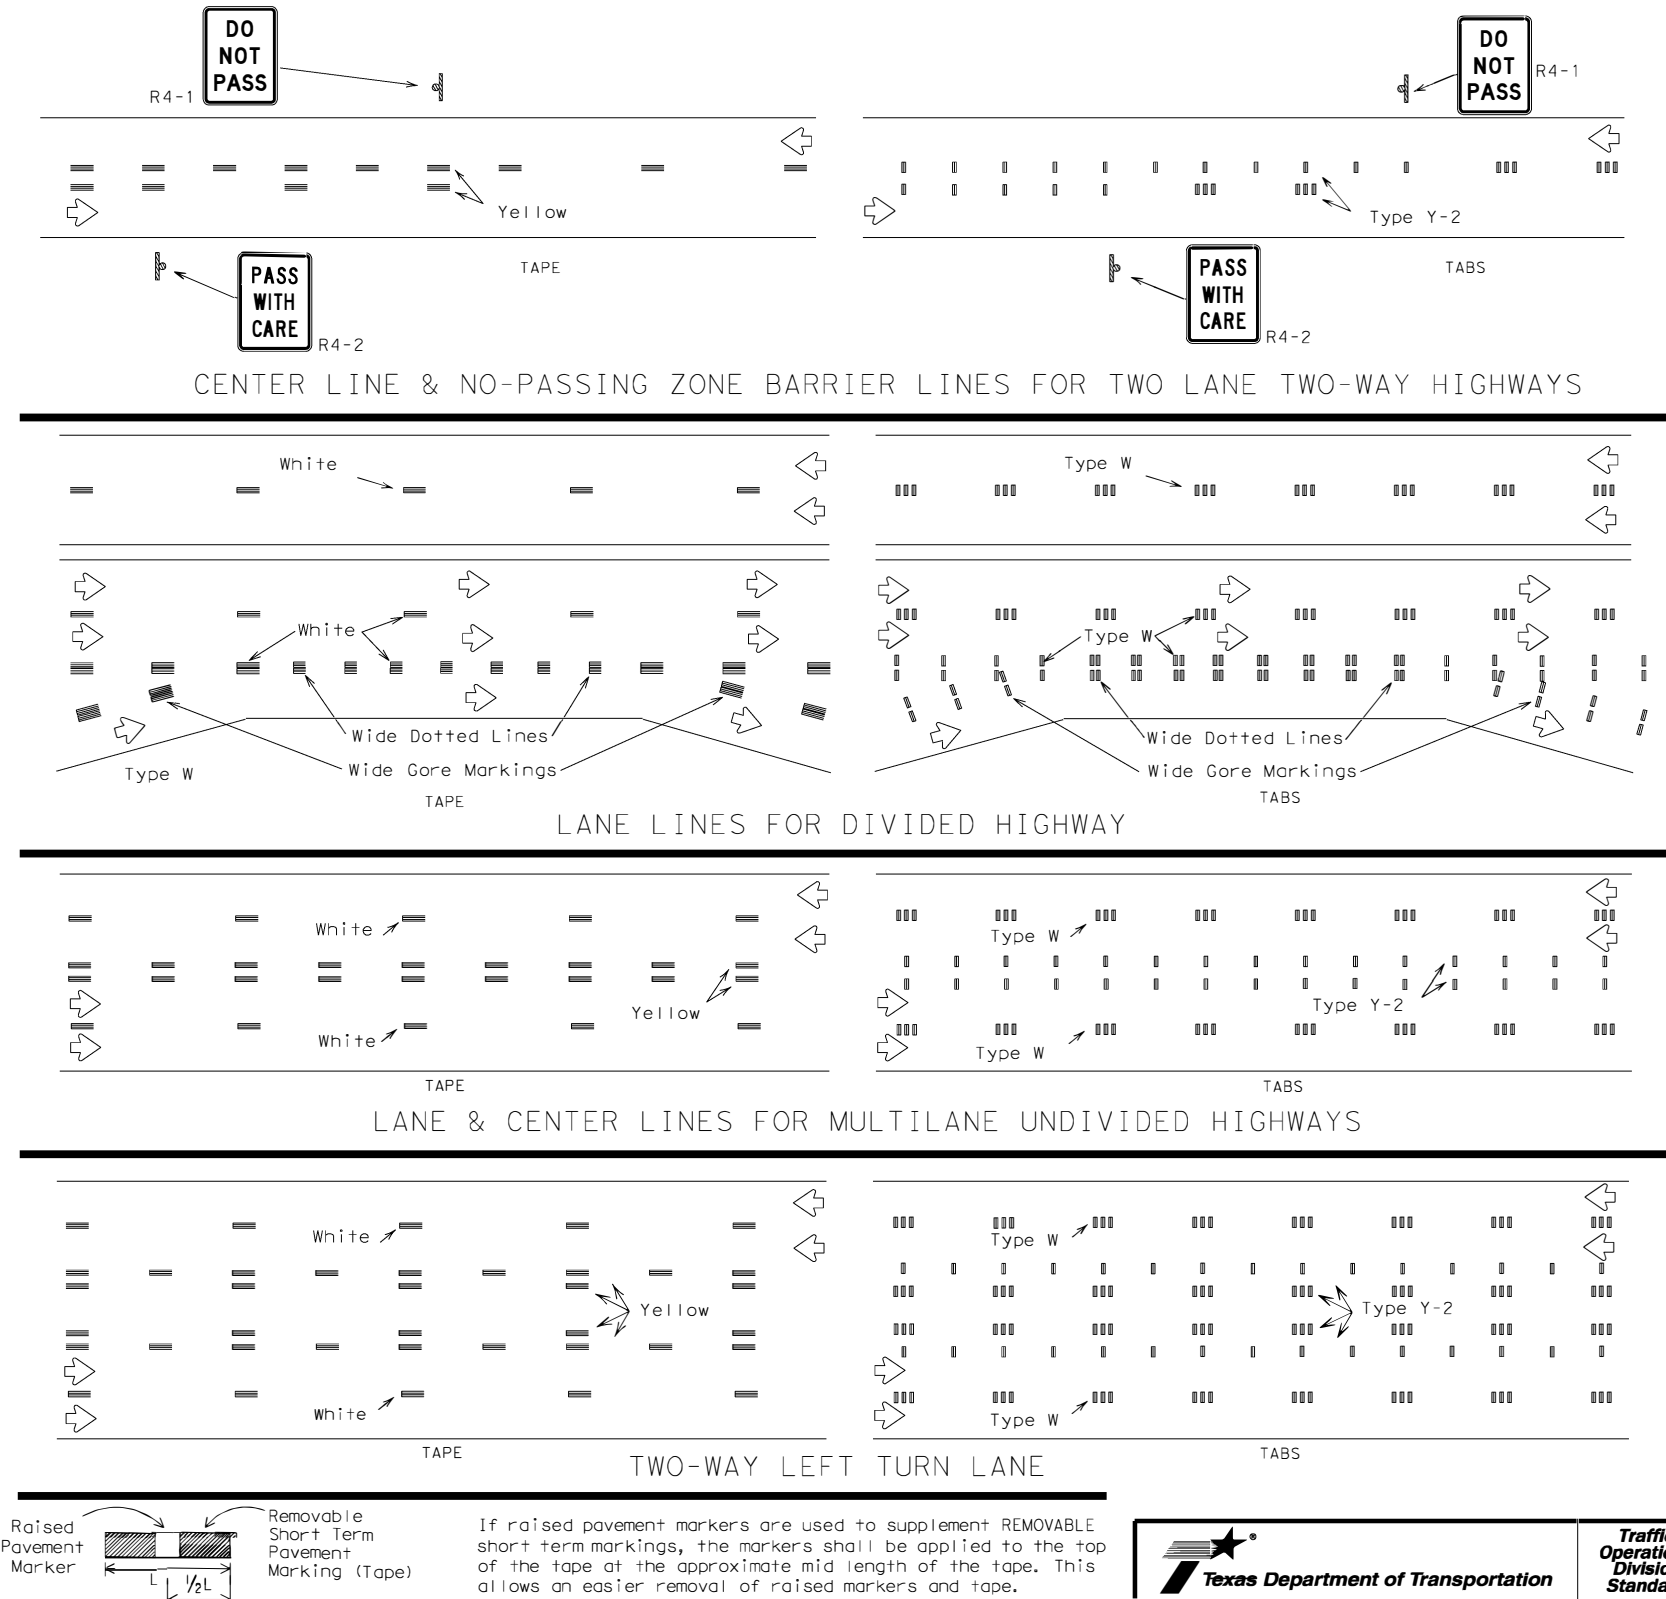 DO
NOT
PASS
R4-1
Yellow
PASS
WITH
CARE
R4-2
TAPE
DO
NOT
PASS
R4-1
Type Y-2
PASS
WITH
CARE
R4-2
TABS
CENTER LINE & NO-PASSING ZONE BARRIER LINES FOR TWO LANE TWO-WAY HIGHWAYS
White
White
Wide Dotted Lines
Wide Gore Markings
Type W
TAPE
Type W
Type W
Wide Dotted Lines
Wide Gore Markings
TABS
LANE LINES FOR DIVIDED HIGHWAY
White
Yellow
White
TAPE
Type W
Type Y-2
Type W
TABS
LANE & CENTER LINES FOR MULTILANE UNDIVIDED HIGHWAYS
White
Yellow
White
TAPE
Type W
Type Y-2
Type W
TABS
TWO-WAY LEFT TURN LANE
Raised
Pavement
Marker
L
1/2L
Removable
Short Term
Pavement
Marking (Tape)
If raised pavement markers are used to supplement REMOVABLE
short term markings, the markers shall be applied to the top
of the tape at the approximate mid length of the tape. This
allows an easier removal of raised markers and tape.
®
Texas Department of Transportation